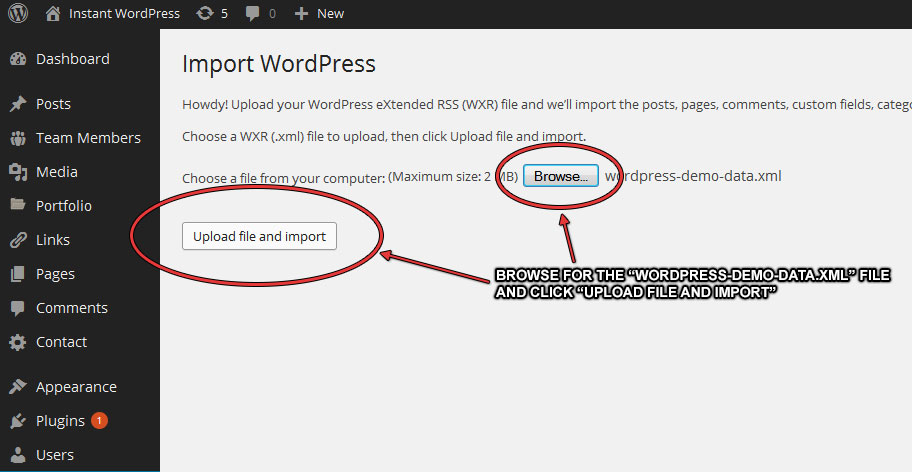 Instant WordPress 5 0 + New
Dashboard
Import WordPress
Posts
Howdy! Upload your WordPress eXtended RSS (WXR) file and we'll import the posts, pages, comments, custom fields, catego
Team Members
Choose a WXR (.xml) file to upload, then click Upload file and import.
Media
Choose a file from your computer: (Maximum size: 2 MB) Browse... wordpress-demo-data.xml
Portfolio
Links
Upload file and import
Pages
BROWSE FOR THE “WORDPRESS-DEMO-DATA.XML” FILE
AND CLICK “UPLOAD FILE AND IMPORT”
Comments
Contact
Appearance
Plugins 1
Users